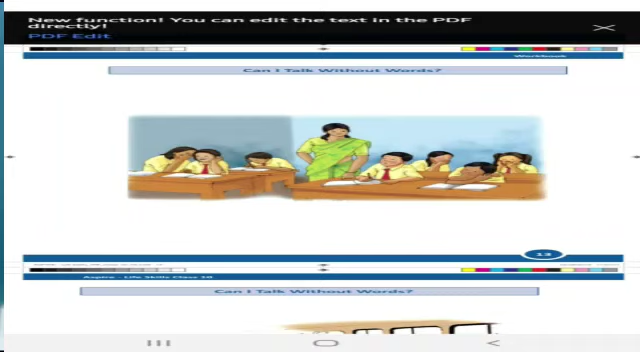 New function! You can edit the text in the PDF
directly!
PDF Edit
Workbook
Can I Talk Without Words?
13
Aspire - Life Skills Class 10
Can I Talk Without Words?